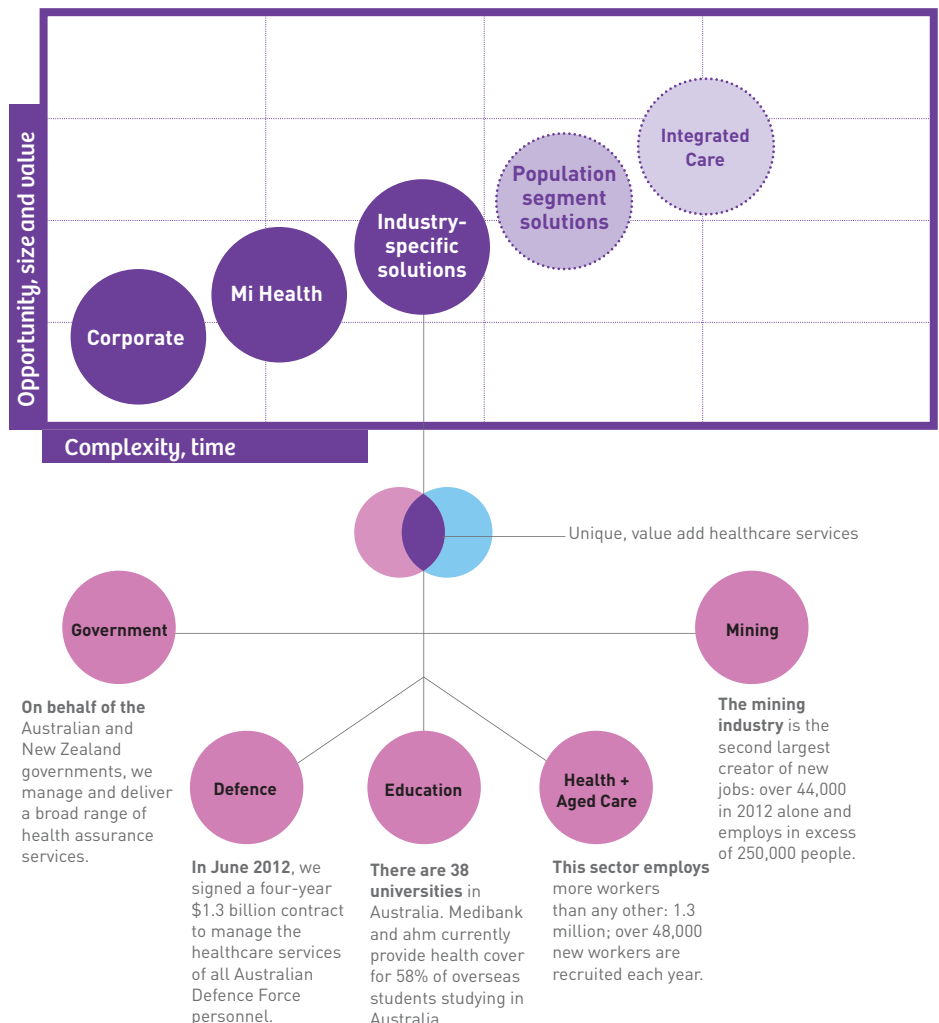 Opportunity, size and value
Integrated
Care
Population
segment
solutions
Industry-
specific
solutions
Mi Health
Corporate
Complexity, time
Unique, value add healthcare services
Government
On behalf of the
Australian and
New Zealand
governments, we
manage and deliver
a broad range of
health assurance
services.
Defence
In June 2012, we
signed a four-year
$1.3 billion contract
to manage the
healthcare services
of all Australian
Defence Force
personnel.
Education
There are 38
universities in
Australia. Medibank
and ahm currently
provide health cover
for 58% of overseas
students studying in
Australia
Health +
Aged Care
This sector employs
more workers
than any other: 1.3
million; over 48,000
new workers are
recruited each year.
Mining
The mining
industry is the
second largest
creator of new
jobs: over 44,000
in 2012 alone and
employs in excess
of 250,000 people.